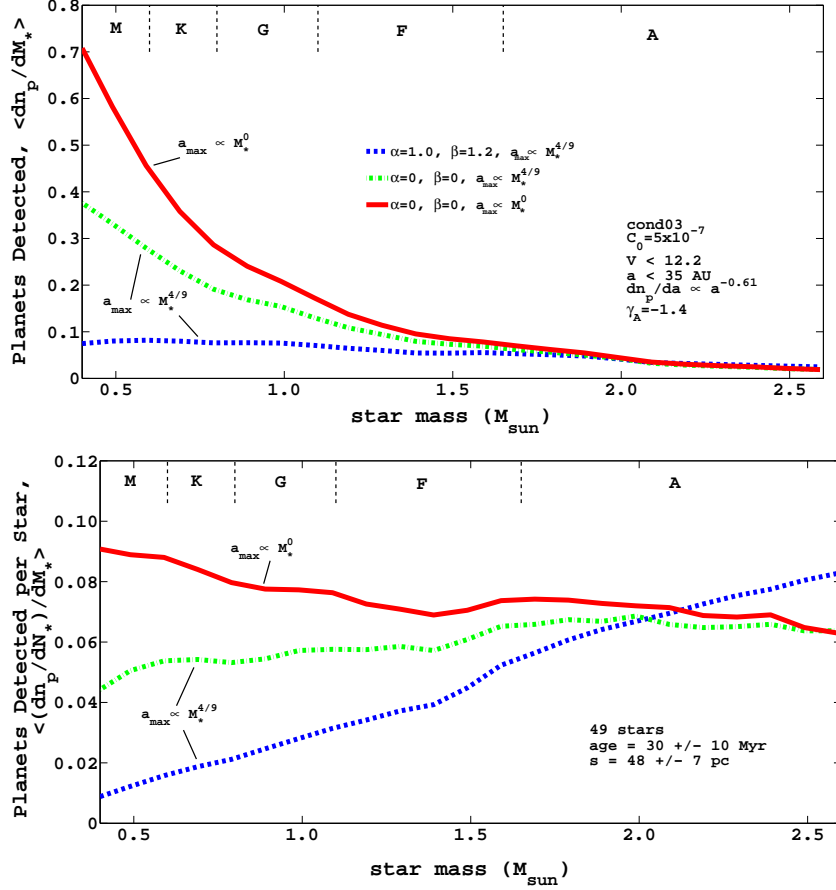 M K G F A
0.8
0.7
0.6
0.5
0.4
0.3
0.2
0.1
0
Planets Detected, <dn_p/dM_*>
a_max ∝ M_*^0
a_max ∝ M_*^4/9
α=1.0, β=1.2, a_max ∝ M_*^4/9
α=0, β=0, a_max ∝ M_*^4/9
α=0, β=0, a_max ∝ M_*^0
cond03
C_0=5x10^-7
V < 12.2
a < 35 AU
dn_p/da ∝ a^-0.61
γ_A=-1.4
0.5 1.0 1.5 2.0 2.5
star mass (M_sun)
M K G F A
0.12
0.10
0.08
0.06
0.04
0.02
0
Planets Detected per Star,
<(dn_p/dN_*)/dM_*>
a_max ∝ M_*^0
a_max ∝ M_*^4/9
49 stars
age = 30 +/- 10 Myr
s = 48 +/- 7 pc
0.5 1.0 1.5 2.0 2.5
star mass (M_sun)